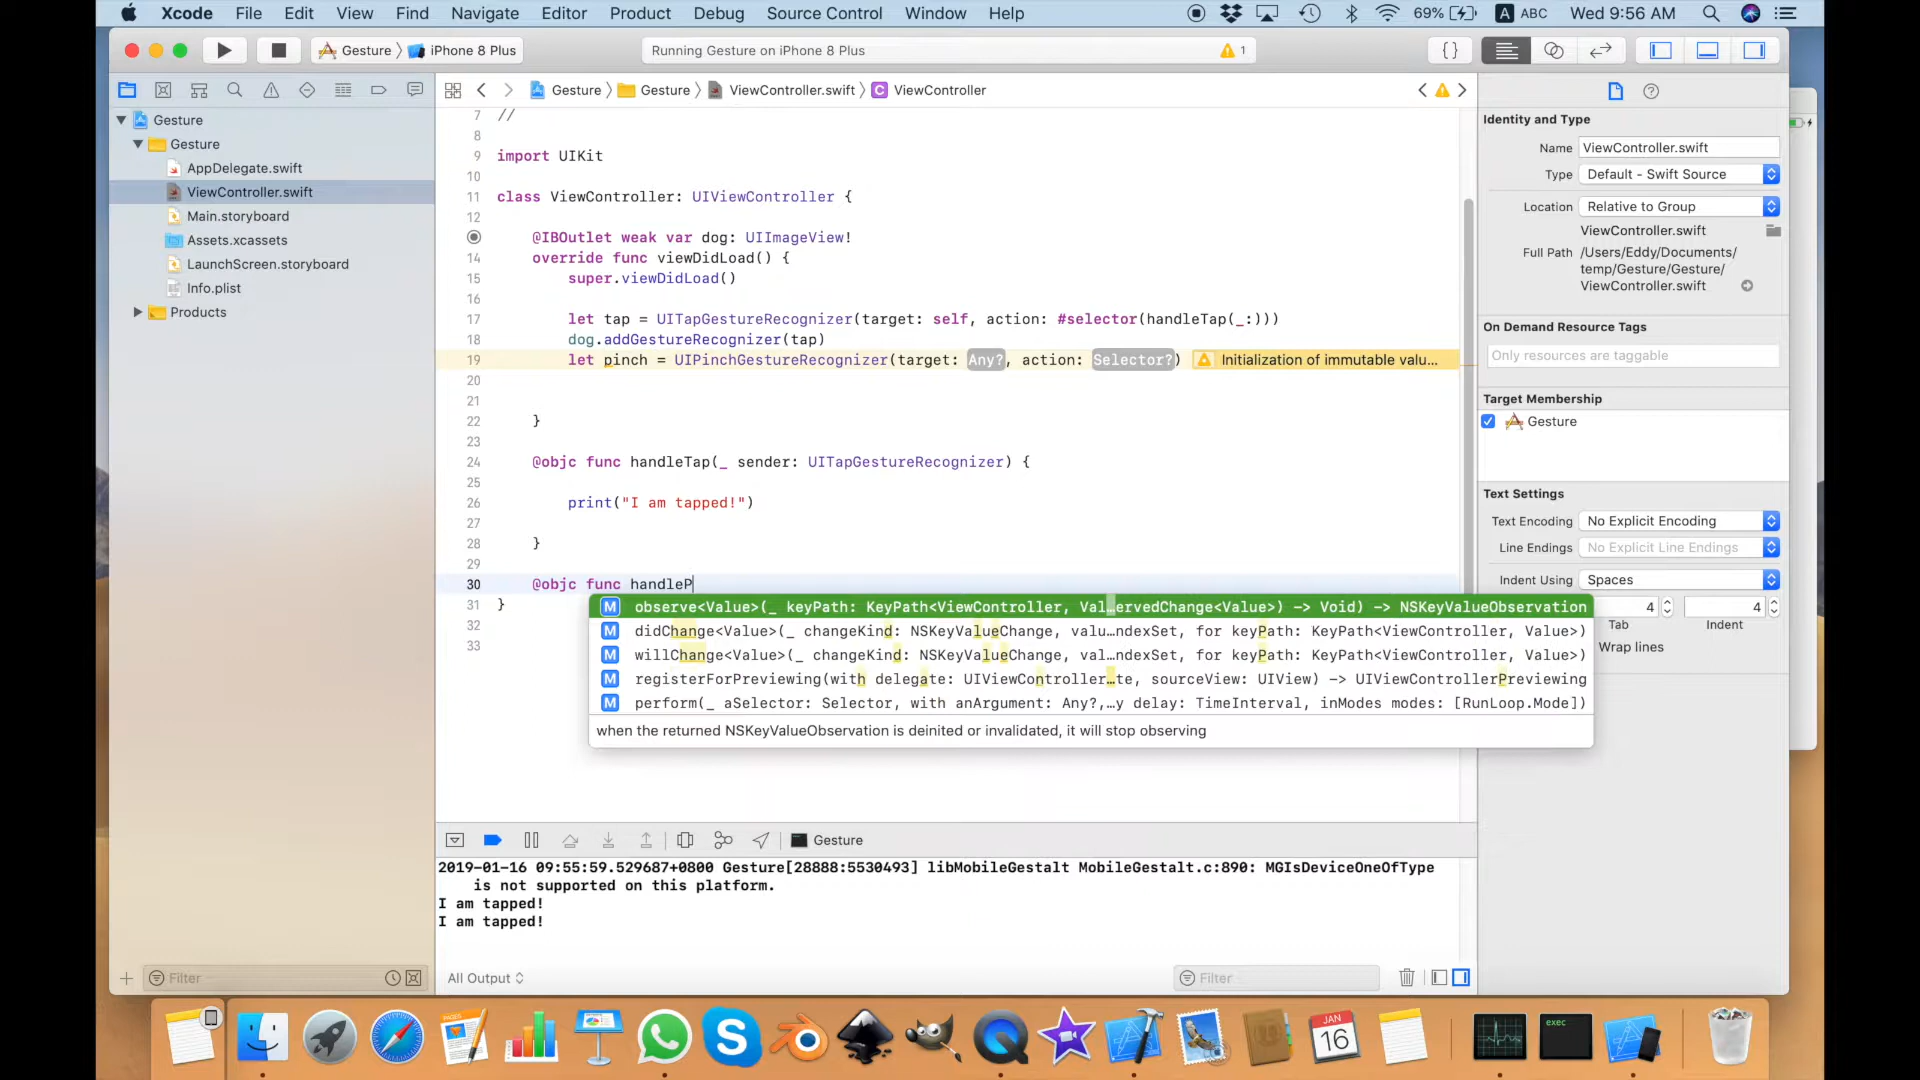 Xcode File Edit View Find Navigate Editor Product Debug Source Control Window Help 69% A ABC Wed 9:56 AM
Gesture iPhone 8 Plus Running Gesture on iPhone 8 Plus 1 { }
Gesture Gesture ViewController.swift C ViewController
Gesture
Gesture
AppDelegate.swift
ViewController.swift
Main.storyboard
Assets.xcassets
LaunchScreen.storyboard
Info.plist
Products
Filter
7 //
8
9 import UIKit
10
11 class ViewController: UIViewController {
12
@IBOutlet weak var dog: UIImageView!
14 override func viewDidLoad() {
15 super.viewDidLoad()
16
17 let tap = UITapGestureRecognizer(target: self, action: #selector(handleTap(_:)))
18 dog.addGestureRecognizer(tap)
19 let pinch = UIPinchGestureRecognizer(target: Any?, action: Selector?) Initialization of immutable valu...
20
21
22 }
23
24 @objc func handleTap(_ sender: UITapGestureRecognizer) {
25
26 print("I am tapped!")
27
28 }
29
30 @objc func handleP
31 }
32
33
M observe<Value>(_ keyPath: KeyPath<ViewController, Val…ervedChange<Value>) -> Void) -> NSKeyValueObservation
M didChange<Value>(_ changeKind: NSKeyValueChange, valu…ndexSet, for keyPath: KeyPath<ViewController, Value>)
M willChange<Value>(_ changeKind: NSKeyValueChange, val…ndexSet, for keyPath: KeyPath<ViewController, Value>)
M registerForPreviewing(with delegate: UIViewController…te, sourceView: UIView) -> UIViewControllerPreviewing
M perform(_ aSelector: Selector, with anArgument: Any?,…y delay: TimeInterval, inModes modes: [RunLoop.Mode])
when the returned NSKeyValueObservation is deinited or invalidated, it will stop observing
Gesture
2019-01-16 09:55:59.529687+0800 Gesture[28888:5530493] libMobileGestalt MobileGestalt.c:890: MGIsDeviceOneOfType
is not supported on this platform.
I am tapped!
I am tapped!
All Output Filter
Identity and Type
Name ViewController.swift
Type Default - Swift Source
Location Relative to Group
ViewController.swift
Full Path /Users/Eddy/Documents/
temp/Gesture/Gesture/
ViewController.swift
On Demand Resource Tags
Only resources are taggable
Target Membership
Gesture
Text Settings
Text Encoding No Explicit Encoding
Line Endings No Explicit Line Endings
Indent Using Spaces
4 4
Tab Indent
Wrap lines
PAGES
S
JAN
16
exec